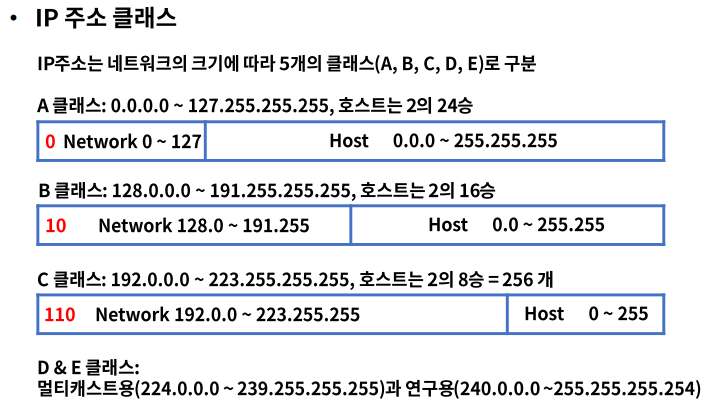 • IP 주소 클래스
IP주소는 네트워크의 크기에 따라 5개의 클래스(A, B, C, D, E)로 구분
A 클래스: 0.0.0.0 ~ 127.255.255.255, 호스트는 2의 24승
0 Network 0 ~ 127 Host 0.0.0 ~ 255.255.255
B 클래스: 128.0.0.0 ~ 191.255.255.255, 호스트는 2의 16승
10 Network 128.0 ~ 191.255 Host 0.0 ~ 255.255
C 클래스: 192.0.0.0 ~ 223.255.255.255, 호스트는 2의 8승 = 256 개
110 Network 192.0.0 ~ 223.255.255 Host 0 ~ 255
D & E 클래스:
멀티캐스트용(224.0.0.0 ~ 239.255.255.255)과 연구용(240.0.0.0 ~255.255.255.254)